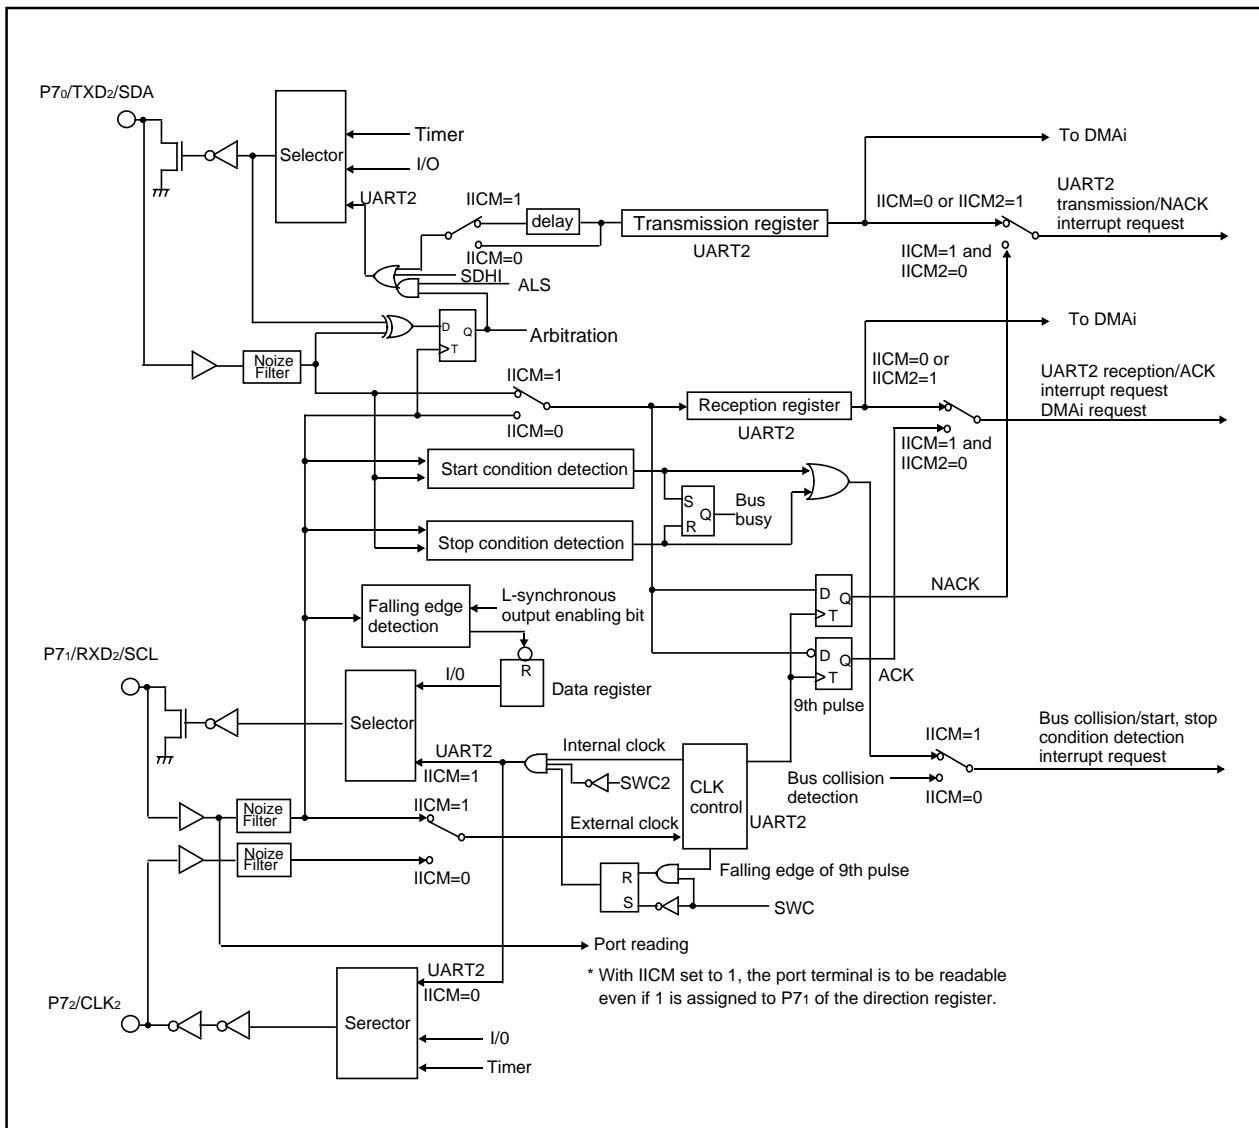 P70/TXD2/SDA
Selector
Timer
I/O
UART2
IICM=1
delay
IICM=0
SDHI
ALS
Transmission register
UART2
To DMAi
IICM=0 or IICM2=1
UART2
transmission/NACK
interrupt request
IICM=1 and
IICM2=0
D
Q
T
Arbitration
Noize
Filter
To DMAi
IICM=1
IICM=0
Reception register
UART2
IICM=0 or
IICM2=1
UART2 reception/ACK
interrupt request
DMAi request
IICM=1 and
IICM2=0
Start condition detection
S
R
Q
Bus
busy
Stop condition detection
Falling edge
detection
L-synchronous
output enabling bit
D
Q
T
NACK
D
Q
T
ACK
9th pulse
P71/RXD2/SCL
I/0
R
Data register
Selector
UART2
IICM=1
Internal clock
SWC2
CLK
control
UART2
Bus collision
detection
IICM=1
IICM=0
Bus collision/start, stop
condition detection
interrupt request
Noize
Filter
IICM=1
External clock
Noize
Filter
IICM=0
R
S
Falling edge of 9th pulse
SWC
Port reading
* With IICM set to 1, the port terminal is to be readable
even if 1 is assigned to P71 of the direction register.
P72/CLK2
Serector
UART2
IICM=0
I/0
Timer